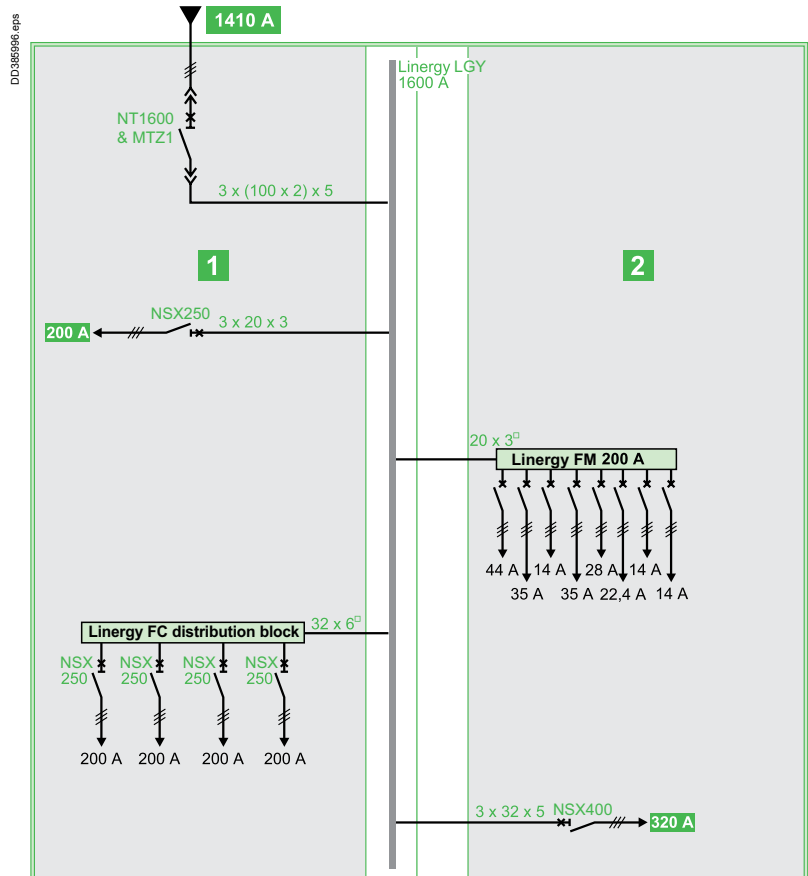 DD385996.eps
1410 A
Linergy LGY
1600 A
NT1600
& MTZ1
3 x (100 x 2) x 5
1
2
NSX250
3 x 20 x 3
200 A
20 x 3□
Linergy FM 200 A
44 A
14 A
28 A
14 A
35 A
35 A
22,4 A
14 A
32 x 6□
Linergy FC distribution block
NSX
250
NSX
250
NSX
250
NSX
250
200 A
200 A
200 A
200 A
3 x 32 x 5
NSX400
320 A